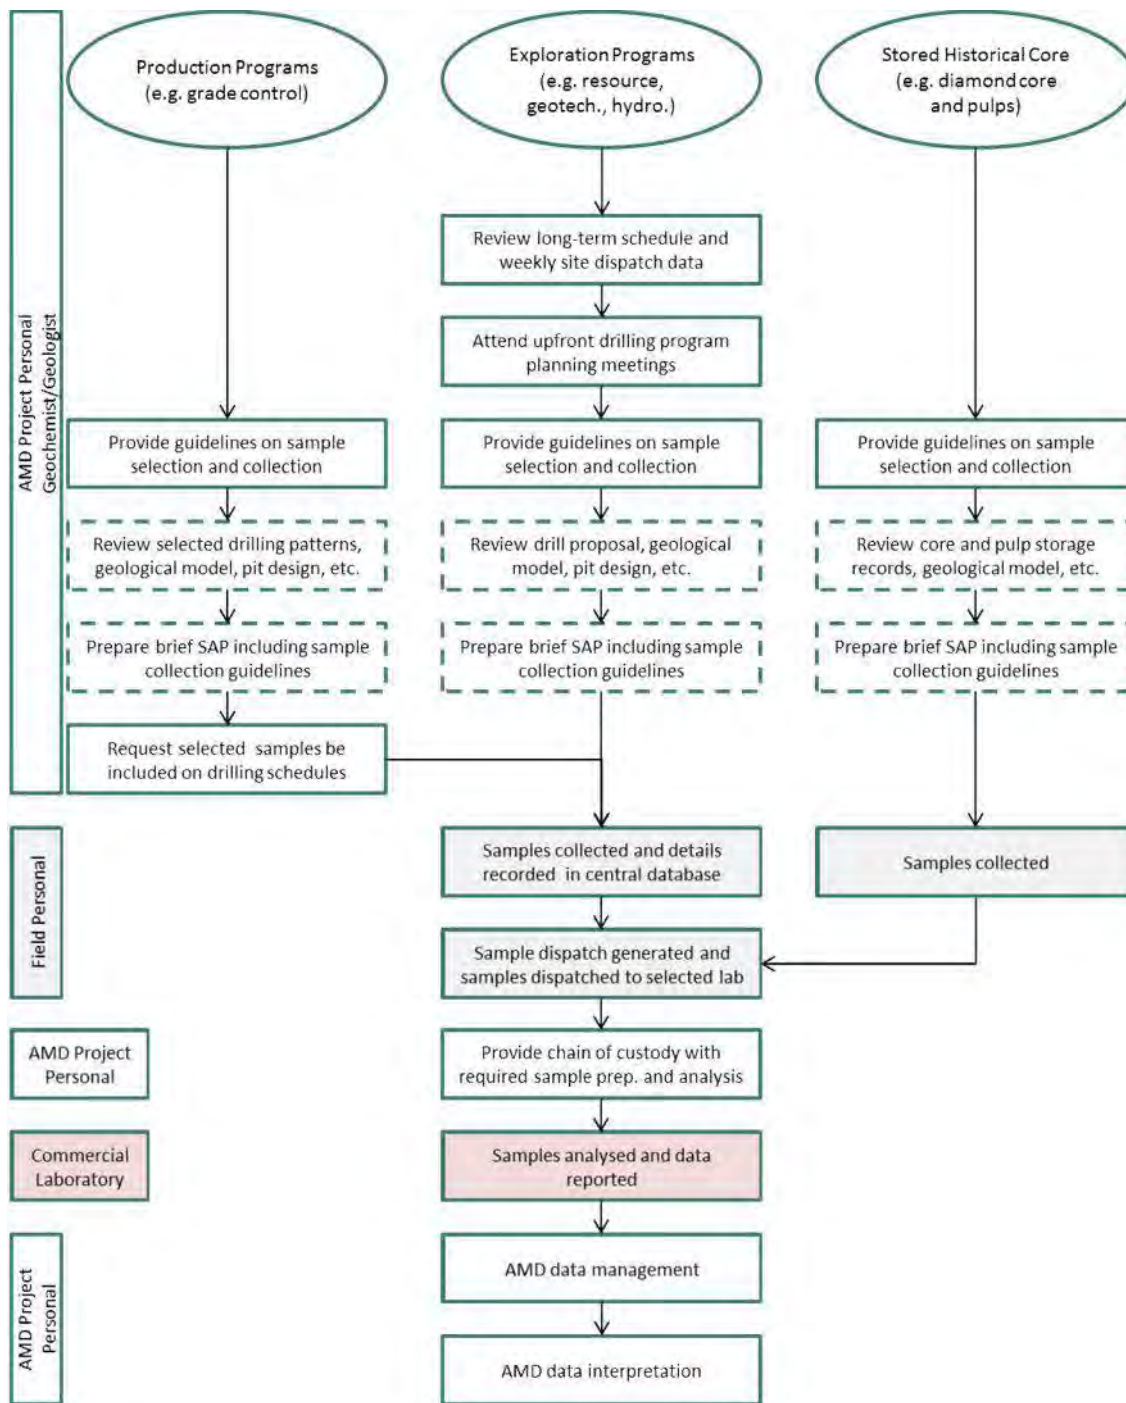 Production Programs
(e.g. grade control)
Exploration Programs
(e.g. resource,
geotech., hydro.)
Stored Historical Core
(e.g. diamond core
and pulps)
AMD Project Personal
Geochemist/Geologist
Review long-term schedule and
weekly site dispatch data
Attend upfront drilling program
planning meetings
Provide guidelines on sample
selection and collection
Provide guidelines on sample
selection and collection
Provide guidelines on sample
selection and collection
Review selected drilling patterns,
geological model, pit design, etc.
Review drill proposal, geological
model, pit design, etc.
Review core and pulp storage
records, geological model, etc.
Prepare brief SAP including sample
collection guidelines
Prepare brief SAP including sample
collection guidelines
Prepare brief SAP including sample
collection guidelines
Request selected samples be
included on drilling schedules
Field Personal
Samples collected and details
recorded in central database
Samples collected
Sample dispatch generated and
samples dispatched to selected lab
AMD Project
Personal
Provide chain of custody with
required sample prep. and analysis
Commercial
Laboratory
Samples analysed and data
reported
AMD Project
Personal
AMD data management
AMD data interpretation